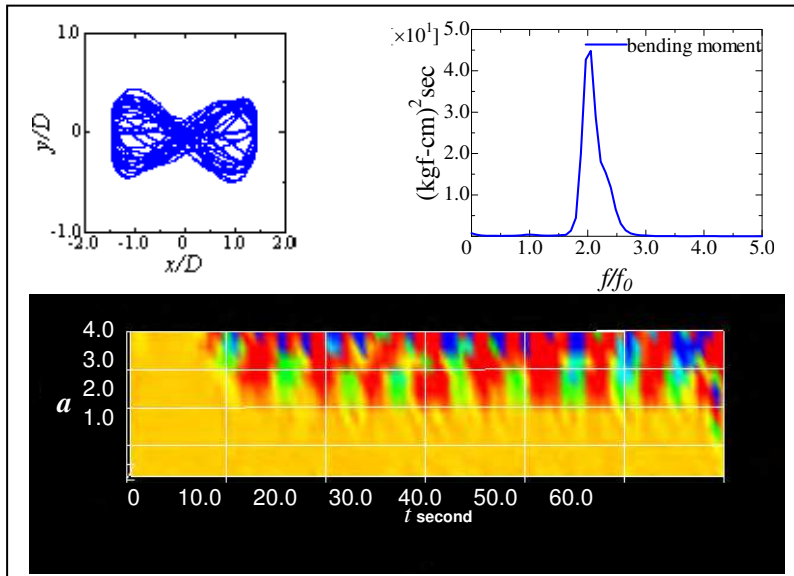 1.0
y/D
0
-1.0
-2.0 -1.0 0 1.0 2.0
x/D
[×10¹] 5.0
bending moment
4.0
(kgf-cm)² sec
3.0
2.0
1.0
0 1.0 2.0 3.0 4.0 5.0
f/f₀
4.0
3.0
a 2.0
1.0
0 10.0 20.0 30.0 40.0 50.0 60.0
t second